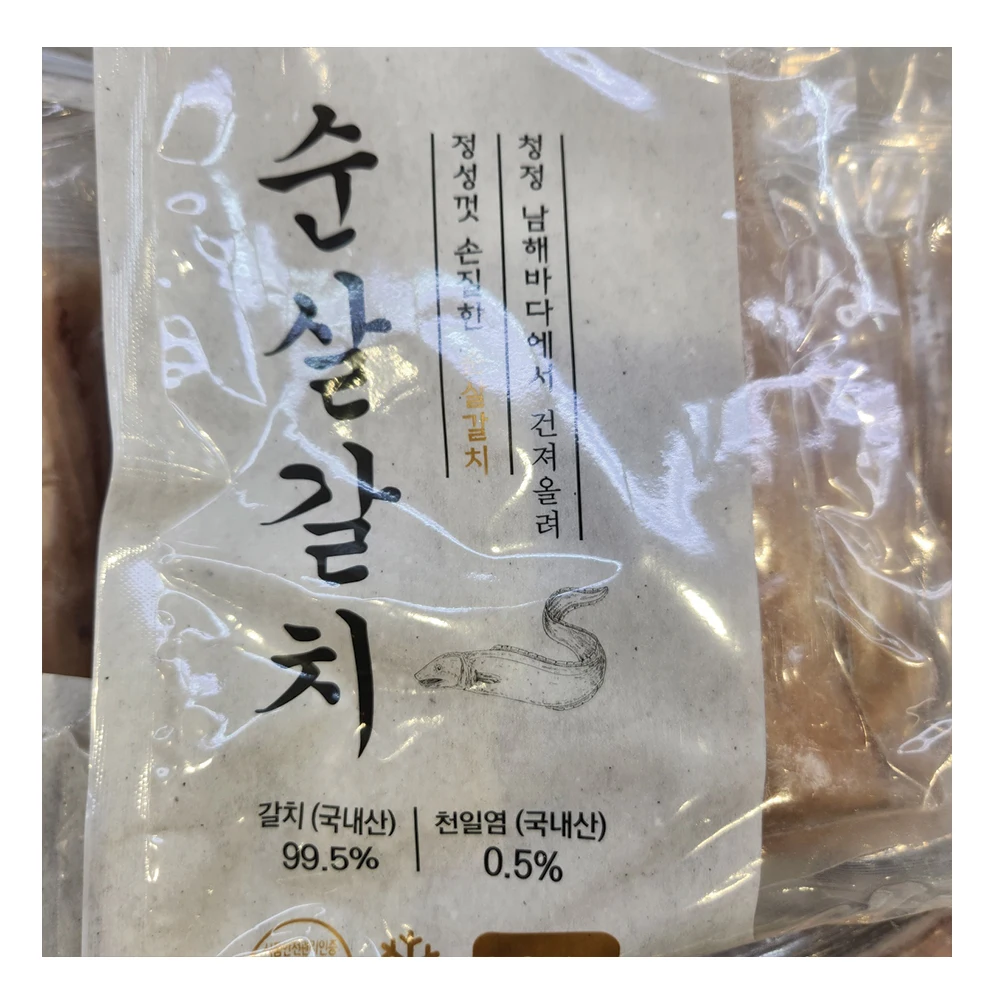 순살갈치
청정 남해바다에서 건져올려
정성껏 손질한 순살갈치
갈치 (국내산)
99.5%
천일염 (국내산)
0.5%